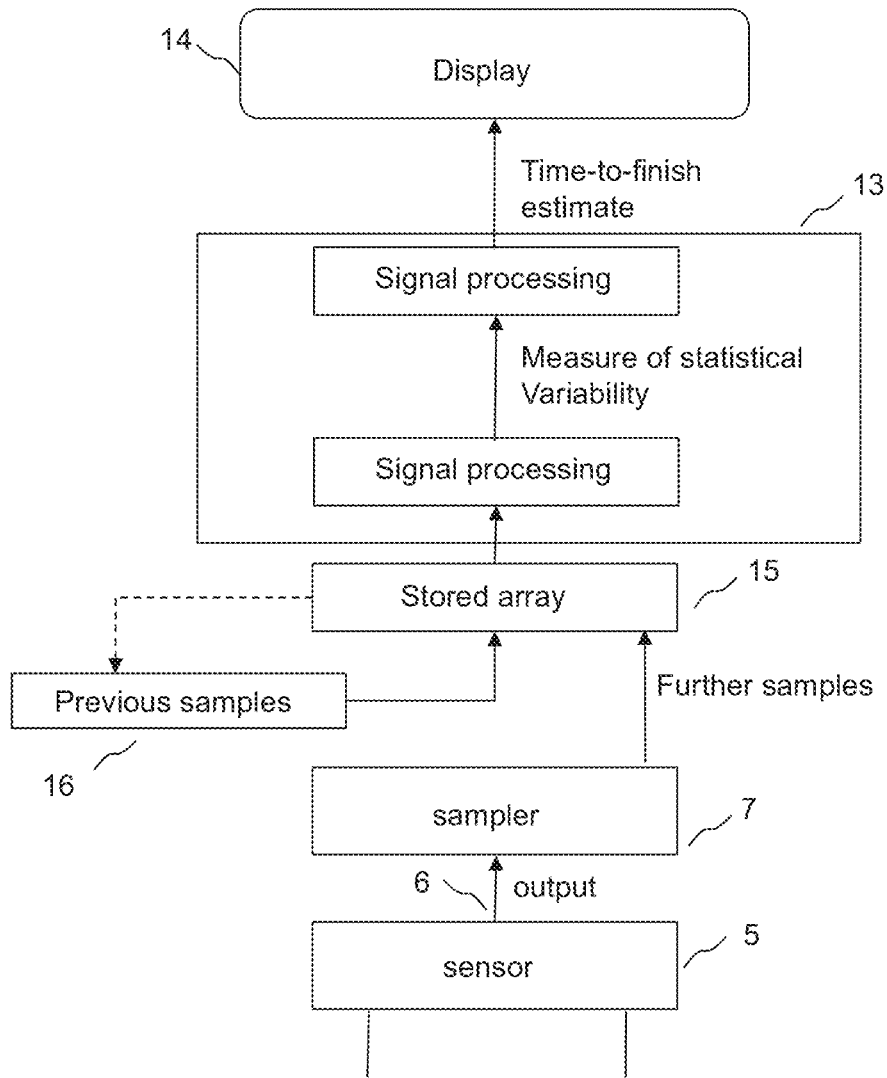 14
Display
Time-to-finish
estimate
13
Signal processing
Measure of statistical
Variability
Signal processing
15
Stored array
Previous samples
Further samples
16
sampler
7
6
output
5
sensor